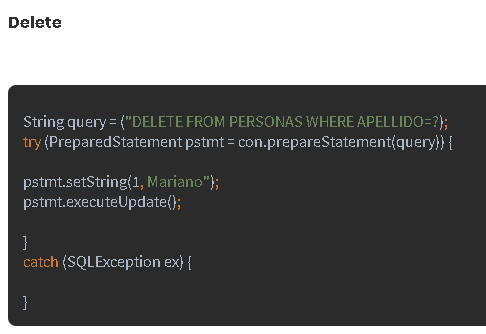 Delete
String query = ("DELETE FROM PERSONAS WHERE APELLIDO=?);
try (PreparedStatement pstmt = con.prepareStatement(query)) {
pstmt.setString(1, Mariano");
pstmt.executeUpdate();
}
catch (SQLException ex) {
}